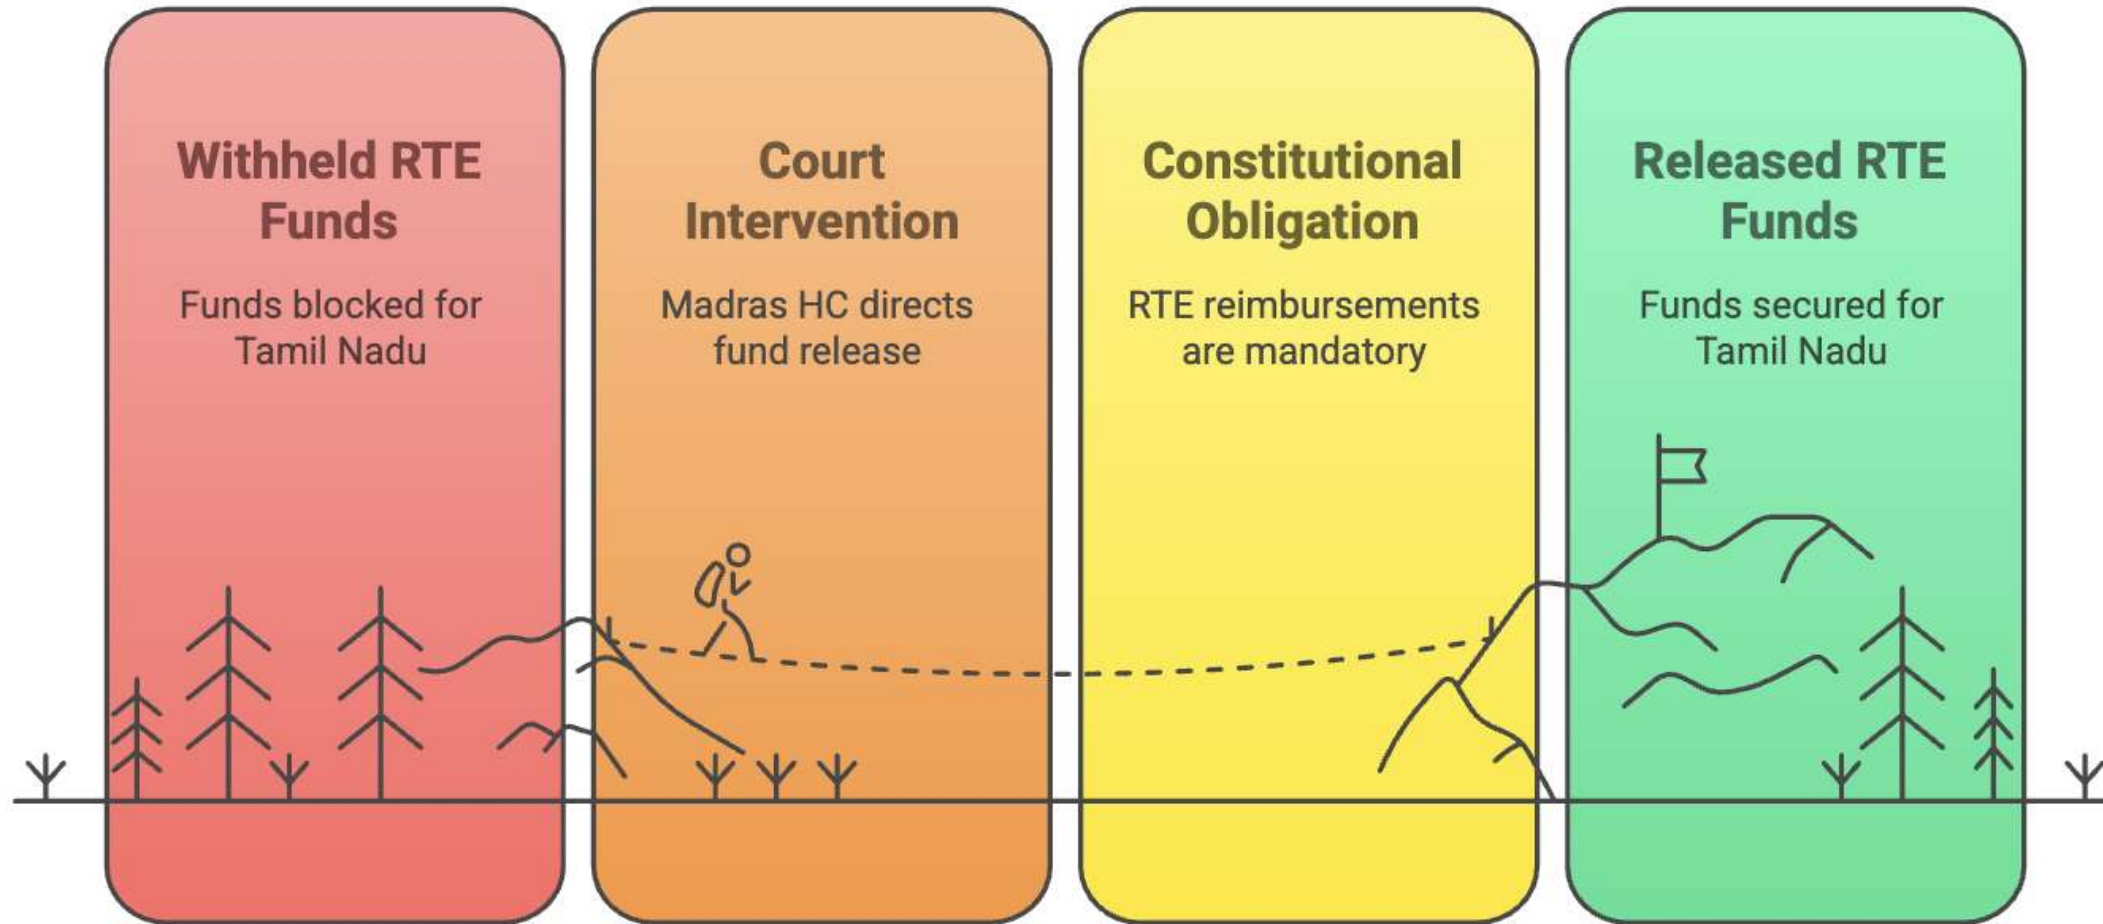 Withheld RTE
Funds
Funds blocked for
Tamil Nadu
Court
Intervention
Madras HC directs
fund release
Constitutional
Obligation
RTE reimbursements
are mandatory
Released RTE
Funds
Funds secured for
Tamil Nadu